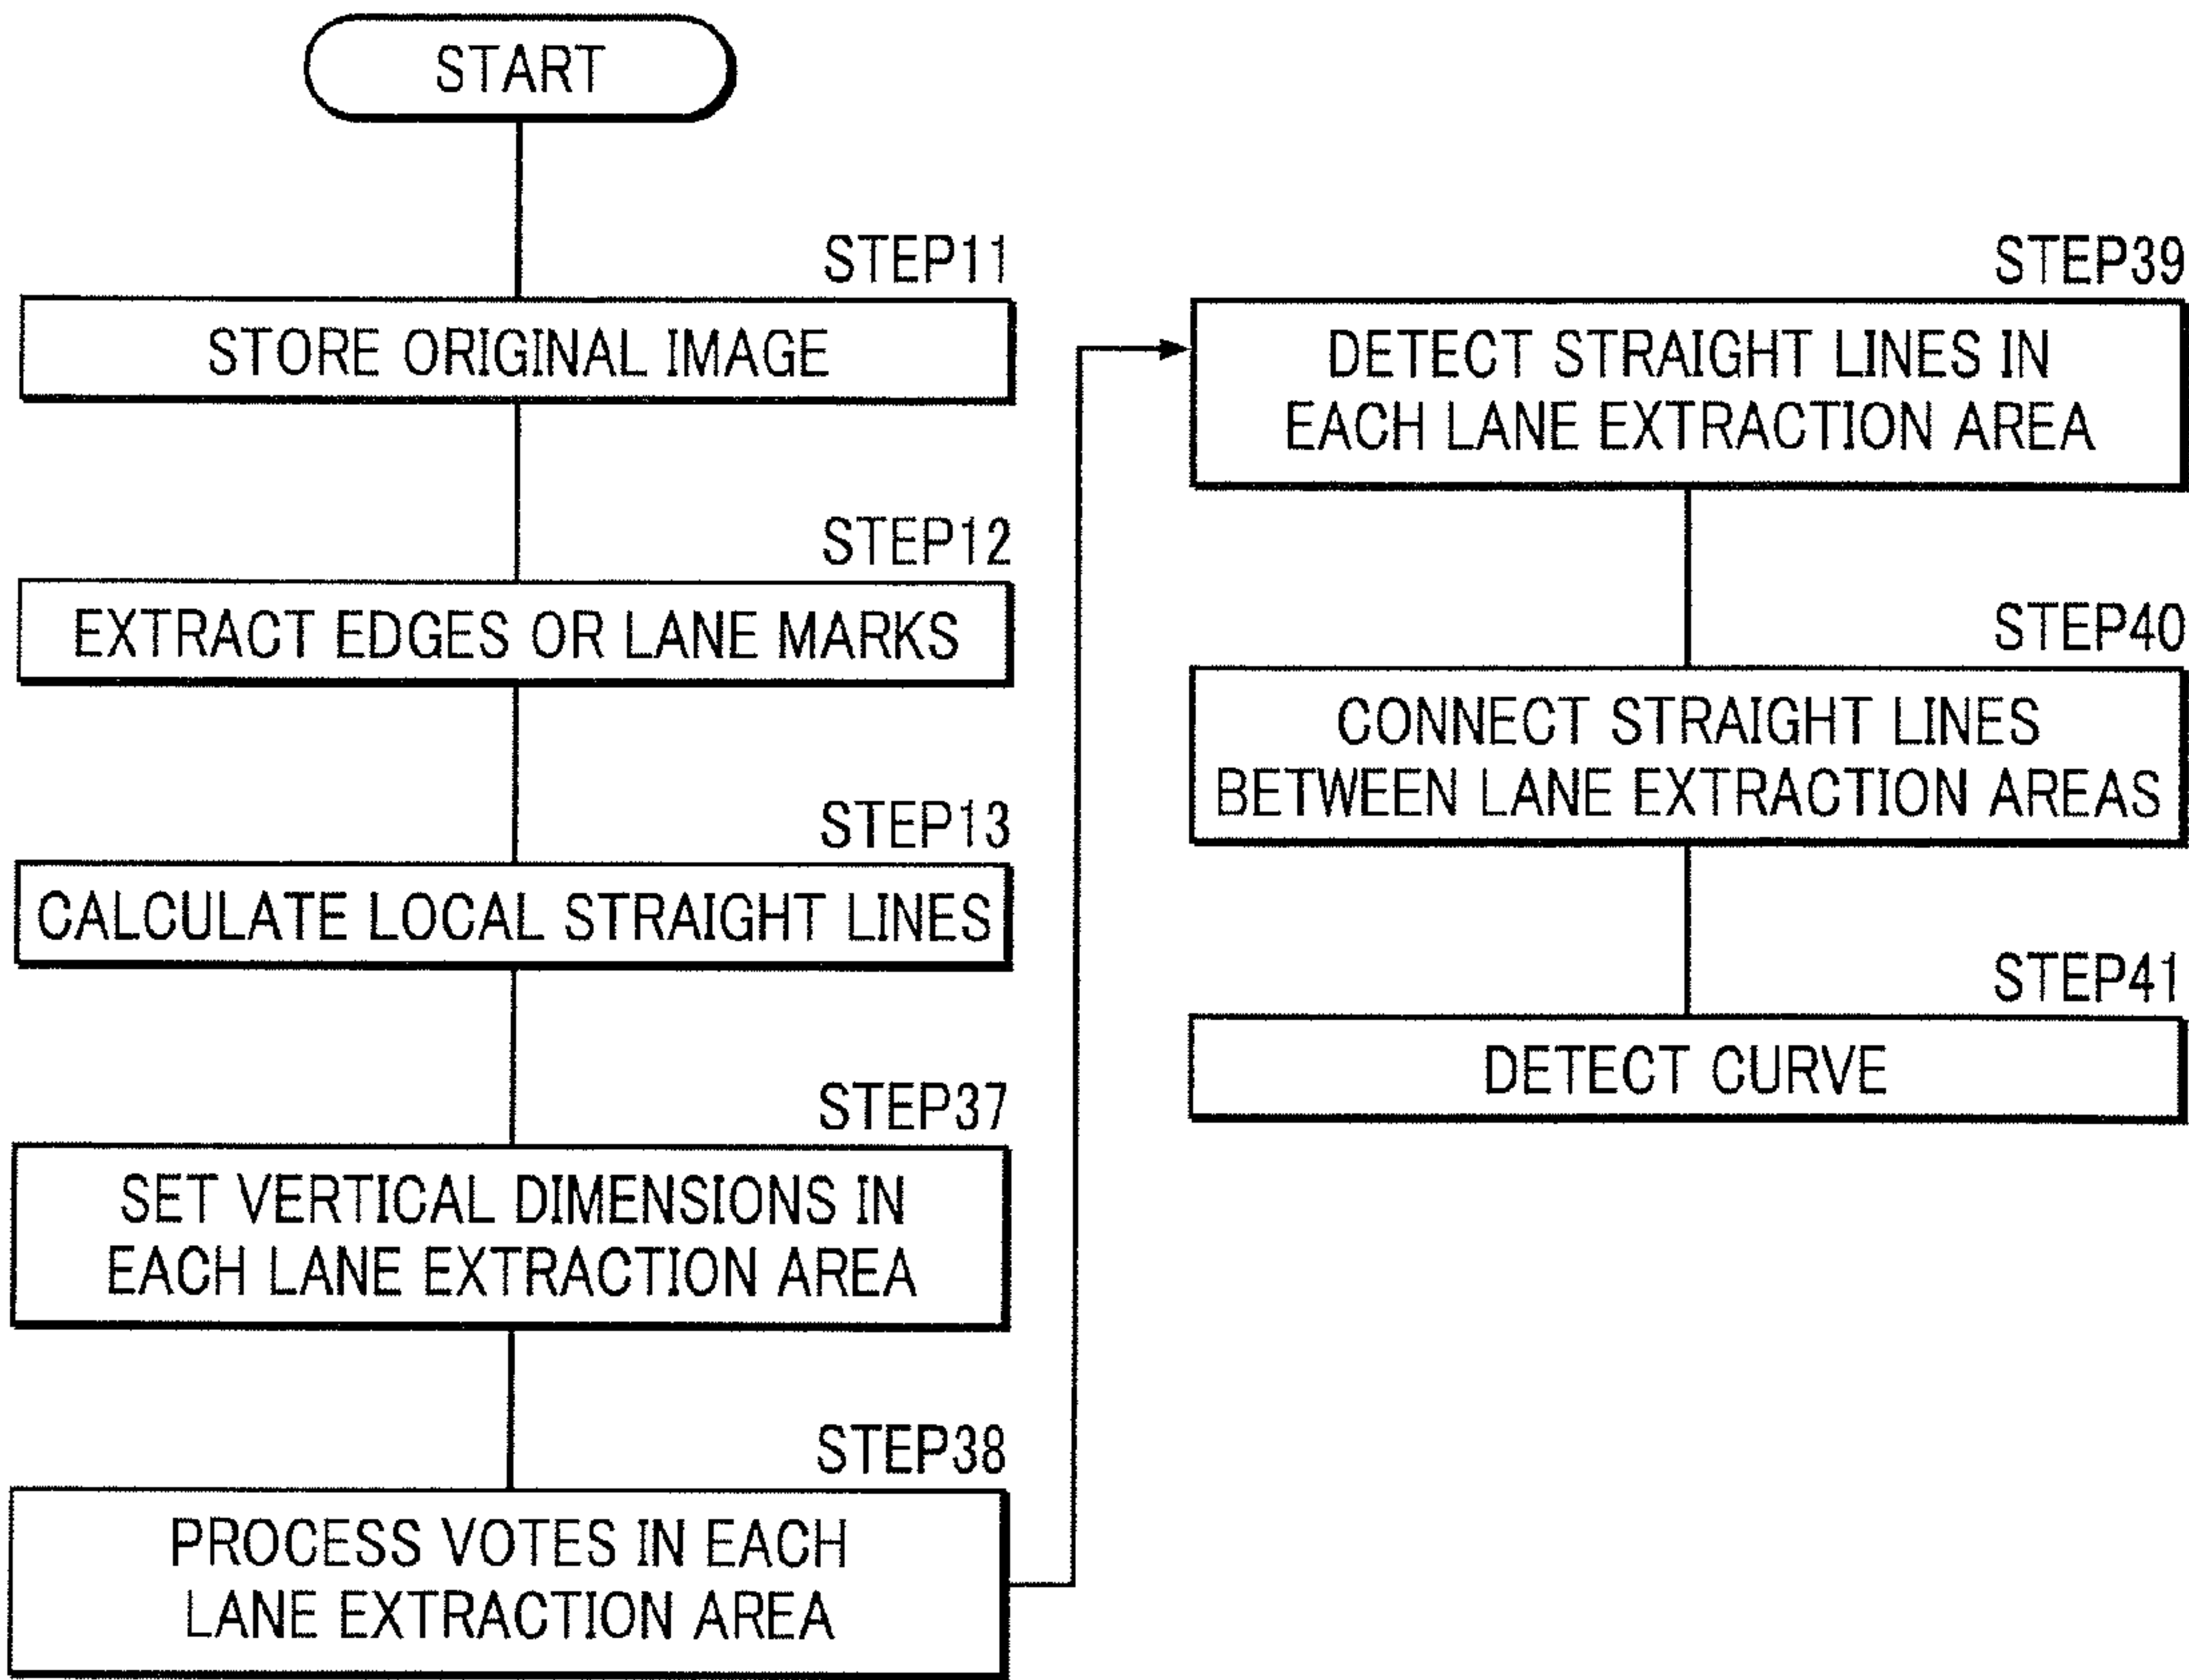 START
STEP11
STORE ORIGINAL IMAGE
STEP12
EXTRACT EDGES OR LANE MARKS
STEP13
CALCULATE LOCAL STRAIGHT LINES
STEP37
SET VERTICAL DIMENSIONS IN
EACH LANE EXTRACTION AREA
STEP38
PROCESS VOTES IN EACH
LANE EXTRACTION AREA
STEP39
DETECT STRAIGHT LINES IN
EACH LANE EXTRACTION AREA
STEP40
CONNECT STRAIGHT LINES
BETWEEN LANE EXTRACTION AREAS
STEP41
DETECT CURVE